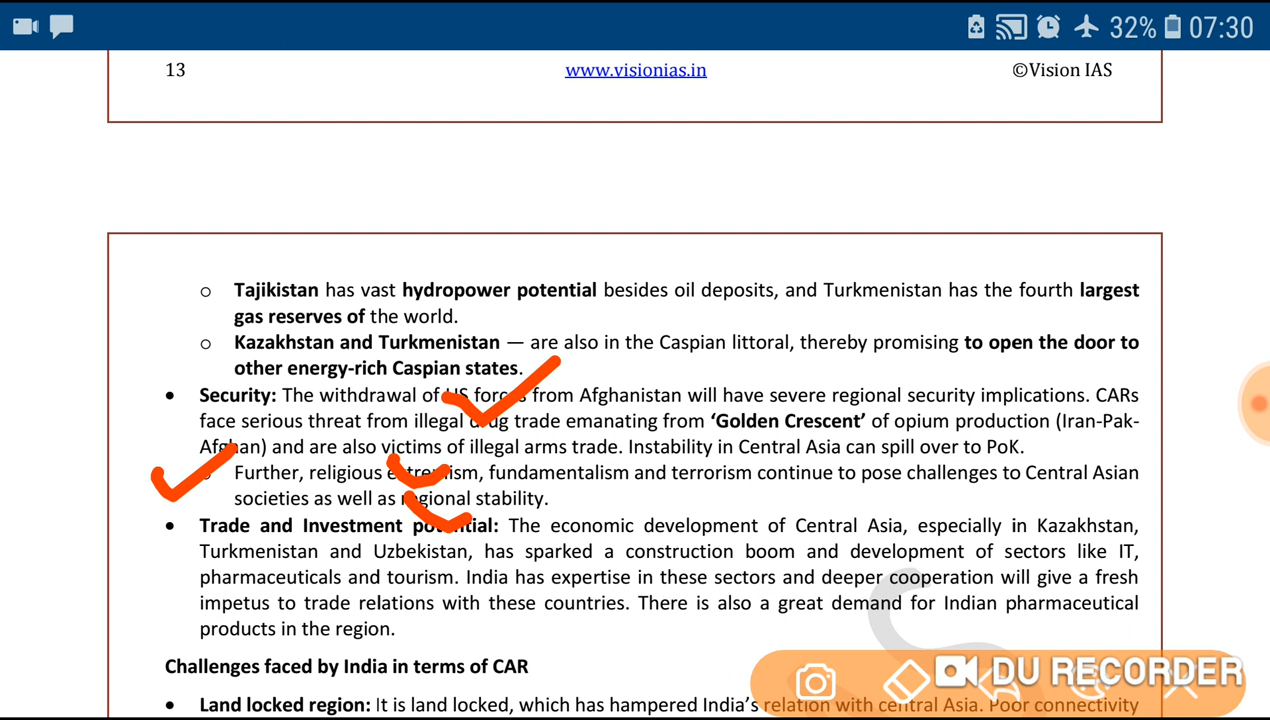 32% 07:30
13 www.visionias.in ©Vision IAS
o Tajikistan has vast hydropower potential besides oil deposits, and Turkmenistan has the fourth largest
gas reserves of the world.
o Kazakhstan and Turkmenistan — are also in the Caspian littoral, thereby promising to open the door to
other energy-rich Caspian states.
• Security: The withdrawal of US forces from Afghanistan will have severe regional security implications. CARs
face serious threat from illegal drug trade emanating from ‘Golden Crescent’ of opium production (Iran-Pak-
Afghan) and are also victims of illegal arms trade. Instability in Central Asia can spill over to PoK.
o Further, religious extremism, fundamentalism and terrorism continue to pose challenges to Central Asian
societies as well as regional stability.
• Trade and Investment potential: The economic development of Central Asia, especially in Kazakhstan,
Turkmenistan and Uzbekistan, has sparked a construction boom and development of sectors like IT,
pharmaceuticals and tourism. India has expertise in these sectors and deeper cooperation will give a fresh
impetus to trade relations with these countries. There is also a great demand for Indian pharmaceutical
products in the region.
Challenges faced by India in terms of CAR
DU RECORDER
• Land locked region: It is land locked, which has hampered India’s relation with central Asia. Poor connectivity